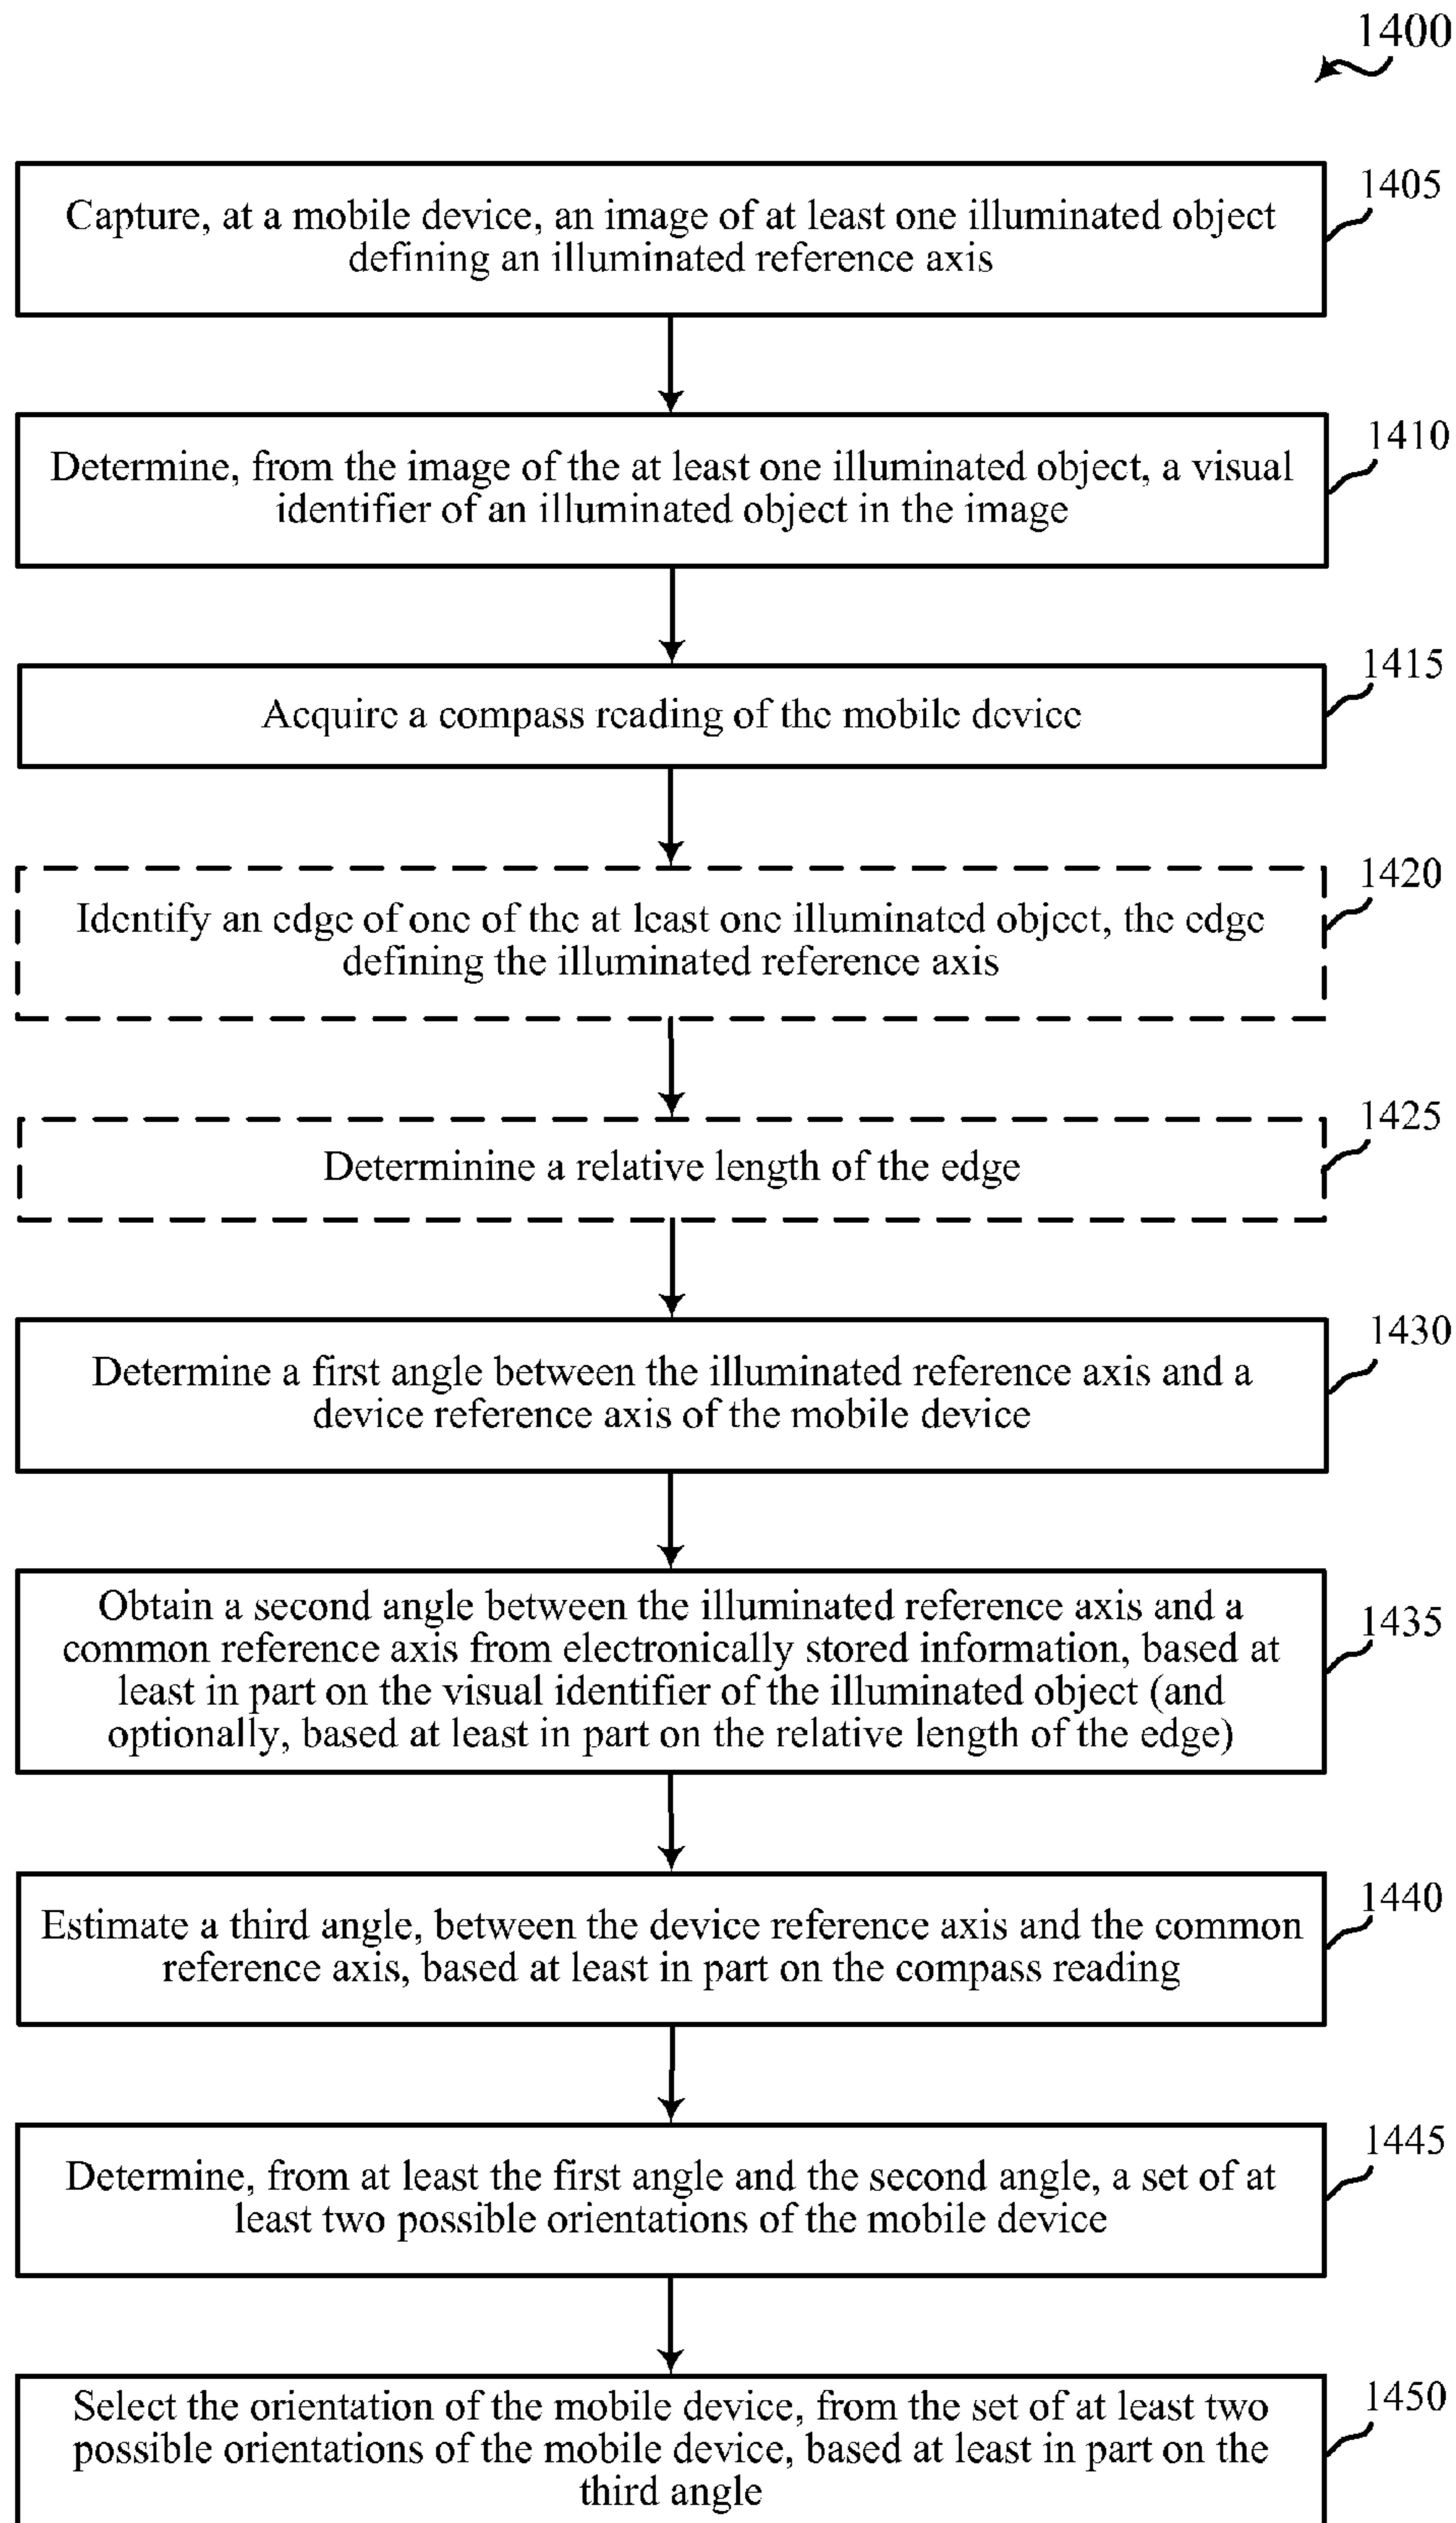 1400
1405
Capture, at a mobile device, an image of at least one illuminated object
defining an illuminated reference axis
1410
Determine, from the image of the at least one illuminated object, a visual
identifier of an illuminated object in the image
1415
Acquire a compass reading of the mobile device
1420
Identify an edge of one of the at least one illuminated object, the edge
defining the illuminated reference axis
1425
Determinine a relative length of the edge
1430
Determine a first angle between the illuminated reference axis and a
device reference axis of the mobile device
1435
Obtain a second angle between the illuminated reference axis and a
common reference axis from electronically stored information, based at
least in part on the visual identifier of the illuminated object (and
optionally, based at least in part on the relative length of the edge)
1440
Estimate a third angle, between the device reference axis and the common
reference axis, based at least in part on the compass reading
1445
Determine, from at least the first angle and the second angle, a set of at
least two possible orientations of the mobile device
1450
Select the orientation of the mobile device, from the set of at least two
possible orientations of the mobile device, based at least in part on the
third angle